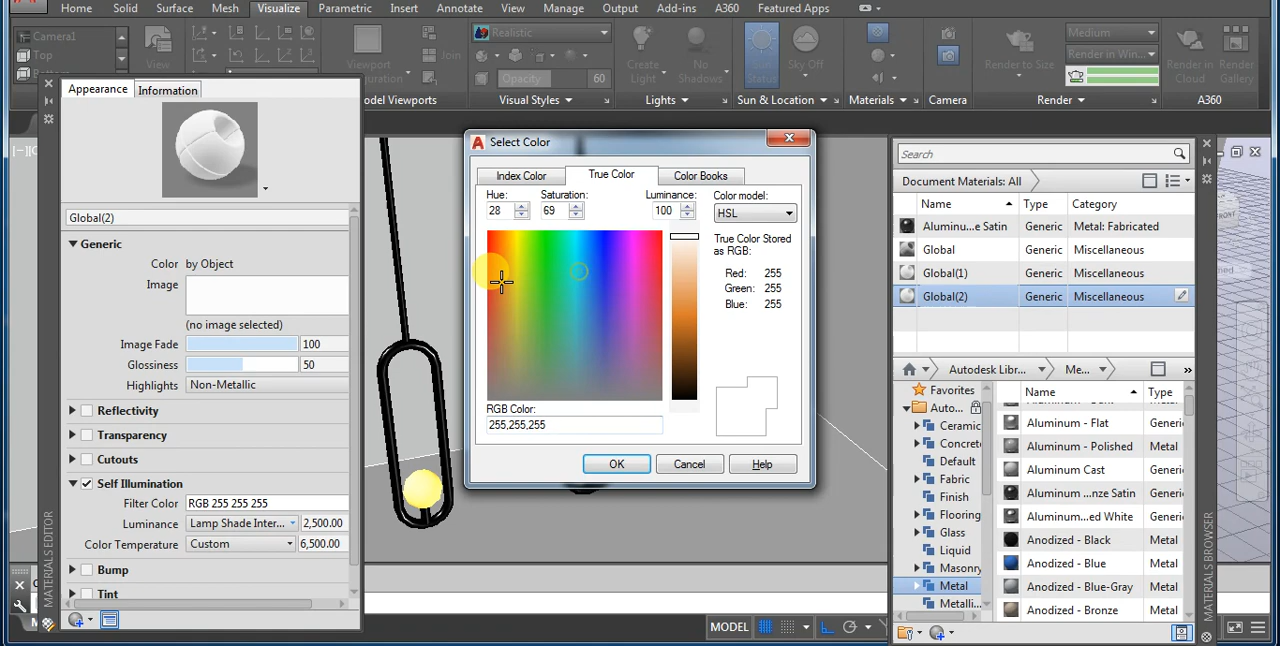 Home Solid Surface Mesh Visualize Parametric Insert Annotate View Manage Output Add-ins A360 Featured Apps
Camera1
Top
View
Viewport
Join
Realistic
Opacity 60
Create
Light
No
Shadows
Status
Sky Off
Medium
Render in Win...
Render to Size
Render in
Cloud
Render
Gallery
odel Viewports
Visual Styles
Lights
Sun & Location
Materials
Camera
Render
A360
Appearance Information
Global(2)
Generic
Color by Object
Image
(no image selected)
Image Fade 100
Glossiness 50
Highlights Non-Metallic
Reflectivity
Transparency
Cutouts
Self Illumination
Filter Color RGB 255 255 255
Luminance Lamp Shade Inter... 2,500.00
Color Temperature Custom 6,500.00
Bump
Tint
MATERIALS EDITOR
Select Color
Index Color True Color Color Books
Hue: Saturation: Luminance: Color model:
28 69 100 HSL
True Color Stored
as RGB:
Red: 255
Green: 255
Blue: 255
RGB Color:
255,255,255
OK Cancel Help
Search
Document Materials: All
Name Type Category
Aluminu...e Satin Generic Metal: Fabricated
Global Generic Miscellaneous
Global(1) Generic Miscellaneous
Global(2) Generic Miscellaneous
Autodesk Libr... Me... »
Favorites
Auto...
Ceramic
Concrete
Default
Fabric
Finish
Flooring
Glass
Liquid
Masonry
Metal
Metalli...
Name Type
Aluminum - Flat Generi
Aluminum - Polished Metal
Aluminum Cast Metal
Aluminum ...nze Satin Generi
Aluminum...ed White Generi
Anodized - Black Metal
Anodized - Blue Metal
Anodized - Blue-Gray Metal
Anodized - Bronze Metal
MATERIALS BROWSER
MODEL